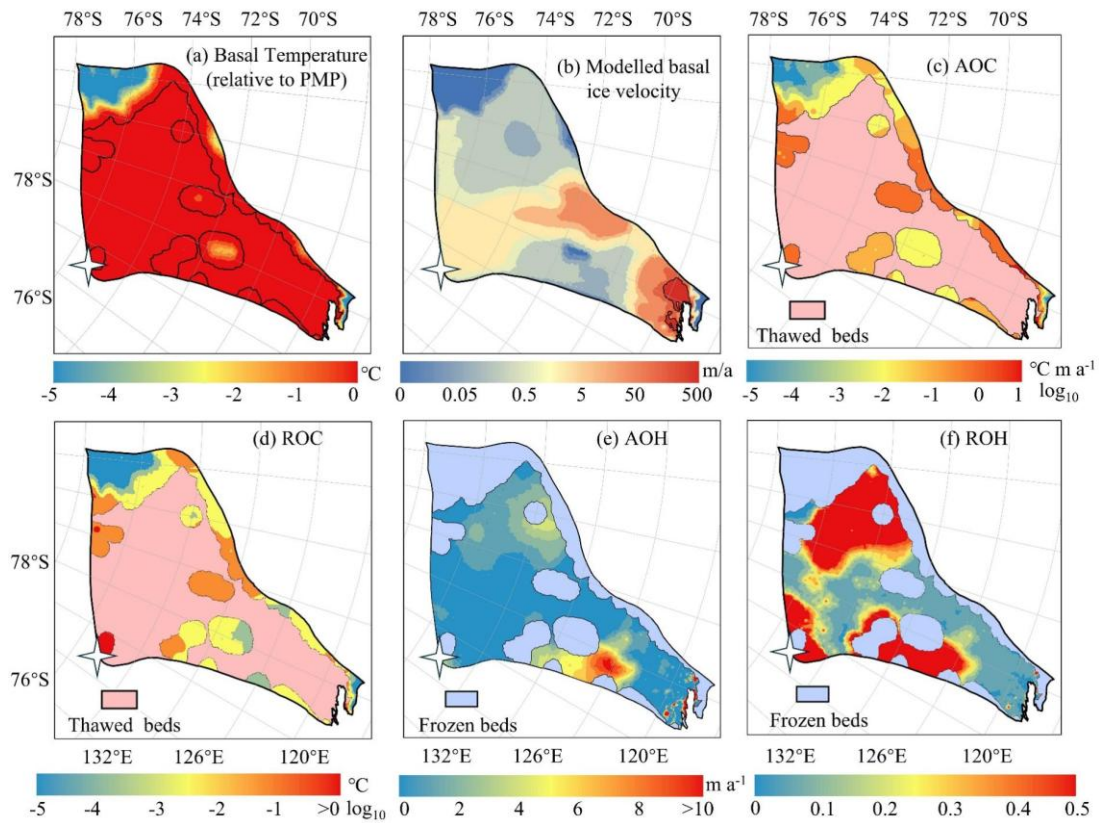 78°S 76°S 74°S 72°S 70°S
78°S 76°S 74°S 72°S 70°S
78°S 76°S 74°S 72°S 70°S
(a) Basal Temperature
(relative to PMP)
(b) Modelled basal
ice velocity
(c) AOC
78°S
76°S
Thawed beds
-5 -4 -3 -2 -1 0 °C
0 0.05 0.5 5 50 500 m/a
-5 -4 -3 -2 -1 0 1 °C m a⁻¹
log₁₀
(d) ROC
(e) AOH
(f) ROH
78°S
76°S
Thawed beds
Frozen beds
Frozen beds
132°E 126°E 120°E
132°E 126°E 120°E
132°E 126°E 120°E
-5 -4 -3 -2 -1 >0 °C
log₁₀
0 2 4 6 8 >10 m a⁻¹
0 0.1 0.2 0.3 0.4 0.5